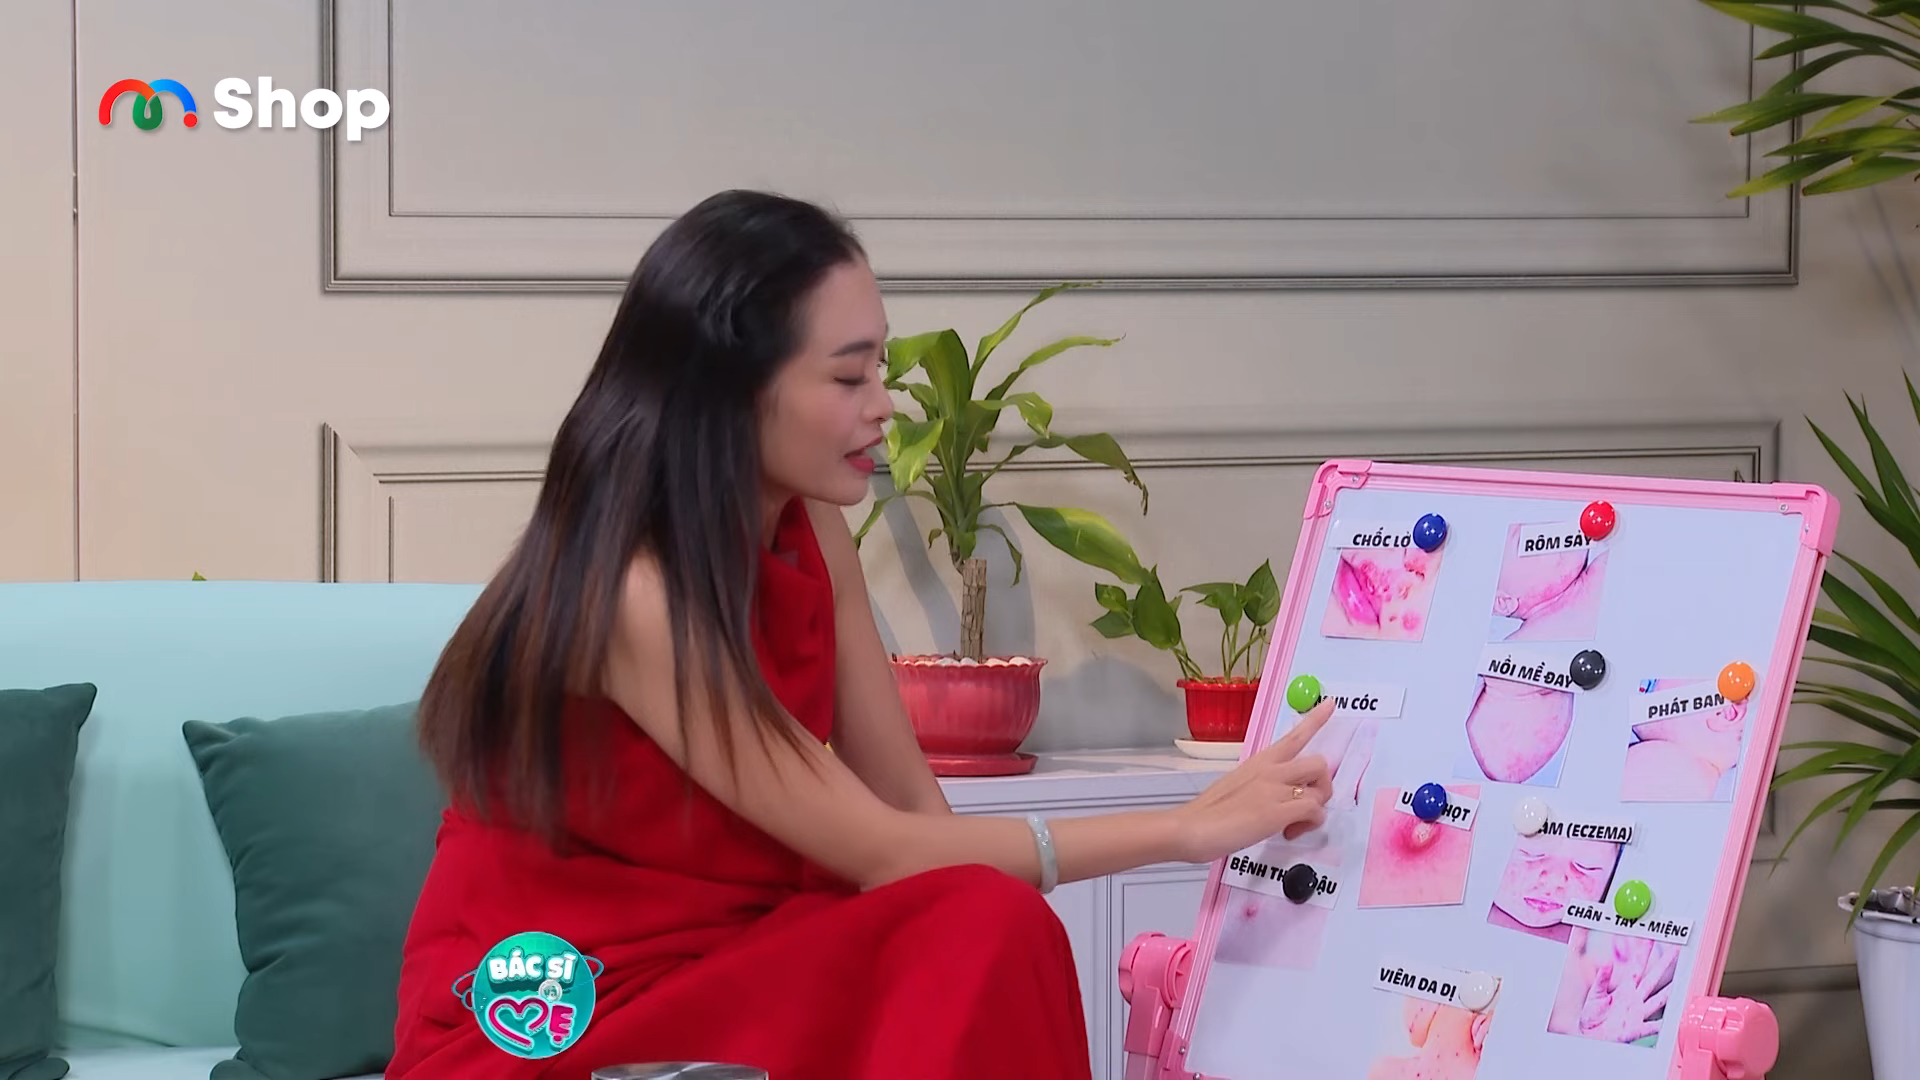 Shop
CHỐC LỞ
RÔM SẢY
NỔI MỀ ĐAY
PHÁT BAN
CÓC
(ECZEMA)
BỆNH
CHÂN - TAY - MIỆNG
VIÊM DA DỊ
BÁC SĨ
và
MẸ